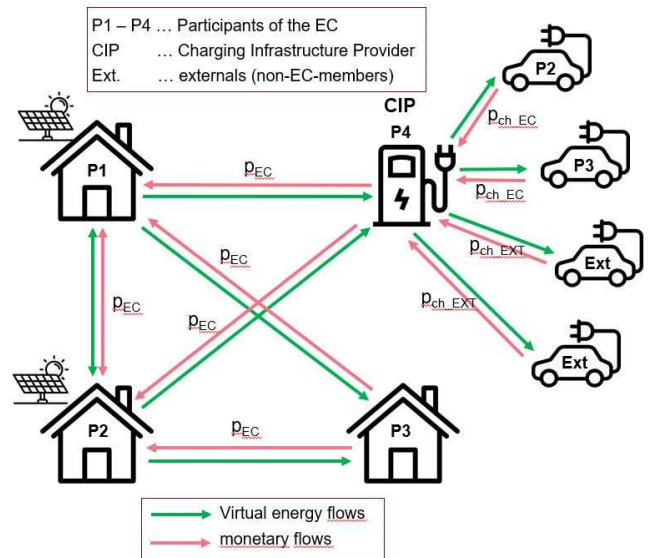 P1 – P4 … Participants of the EC
CIP … Charging Infrastructure Provider
Ext. … externals (non-EC-members)
CIP
P4
P2
pch_EC
P1
pEC
P3
pch_EC
pch_EXT
Ext
pEC
pEC
pEC
pch_EXT
Ext
P2
pEC
P3
Virtual energy flows
monetary flows